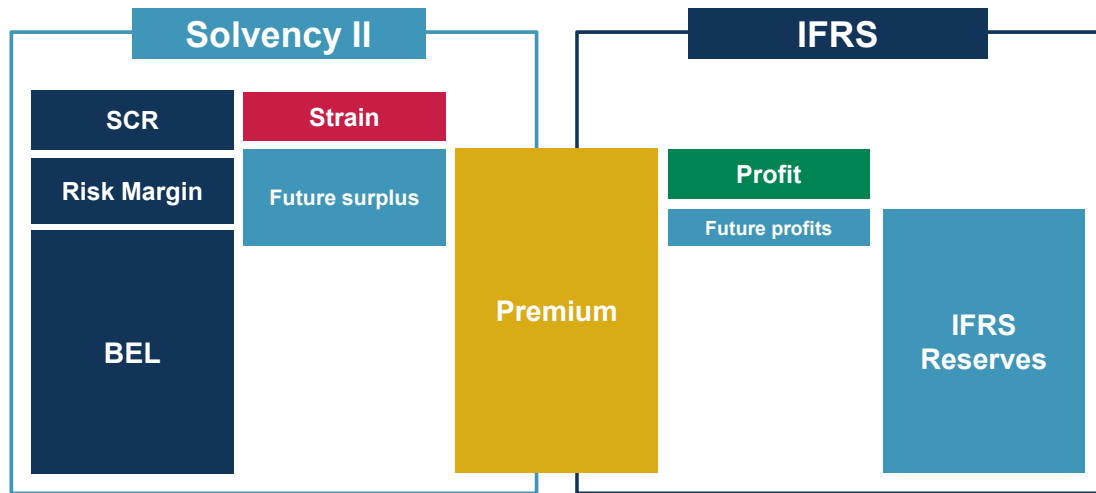 Solvency II
IFRS
SCR
Strain
Risk Margin
Future surplus
BEL
Premium
Profit
Future profits
IFRS
Reserves